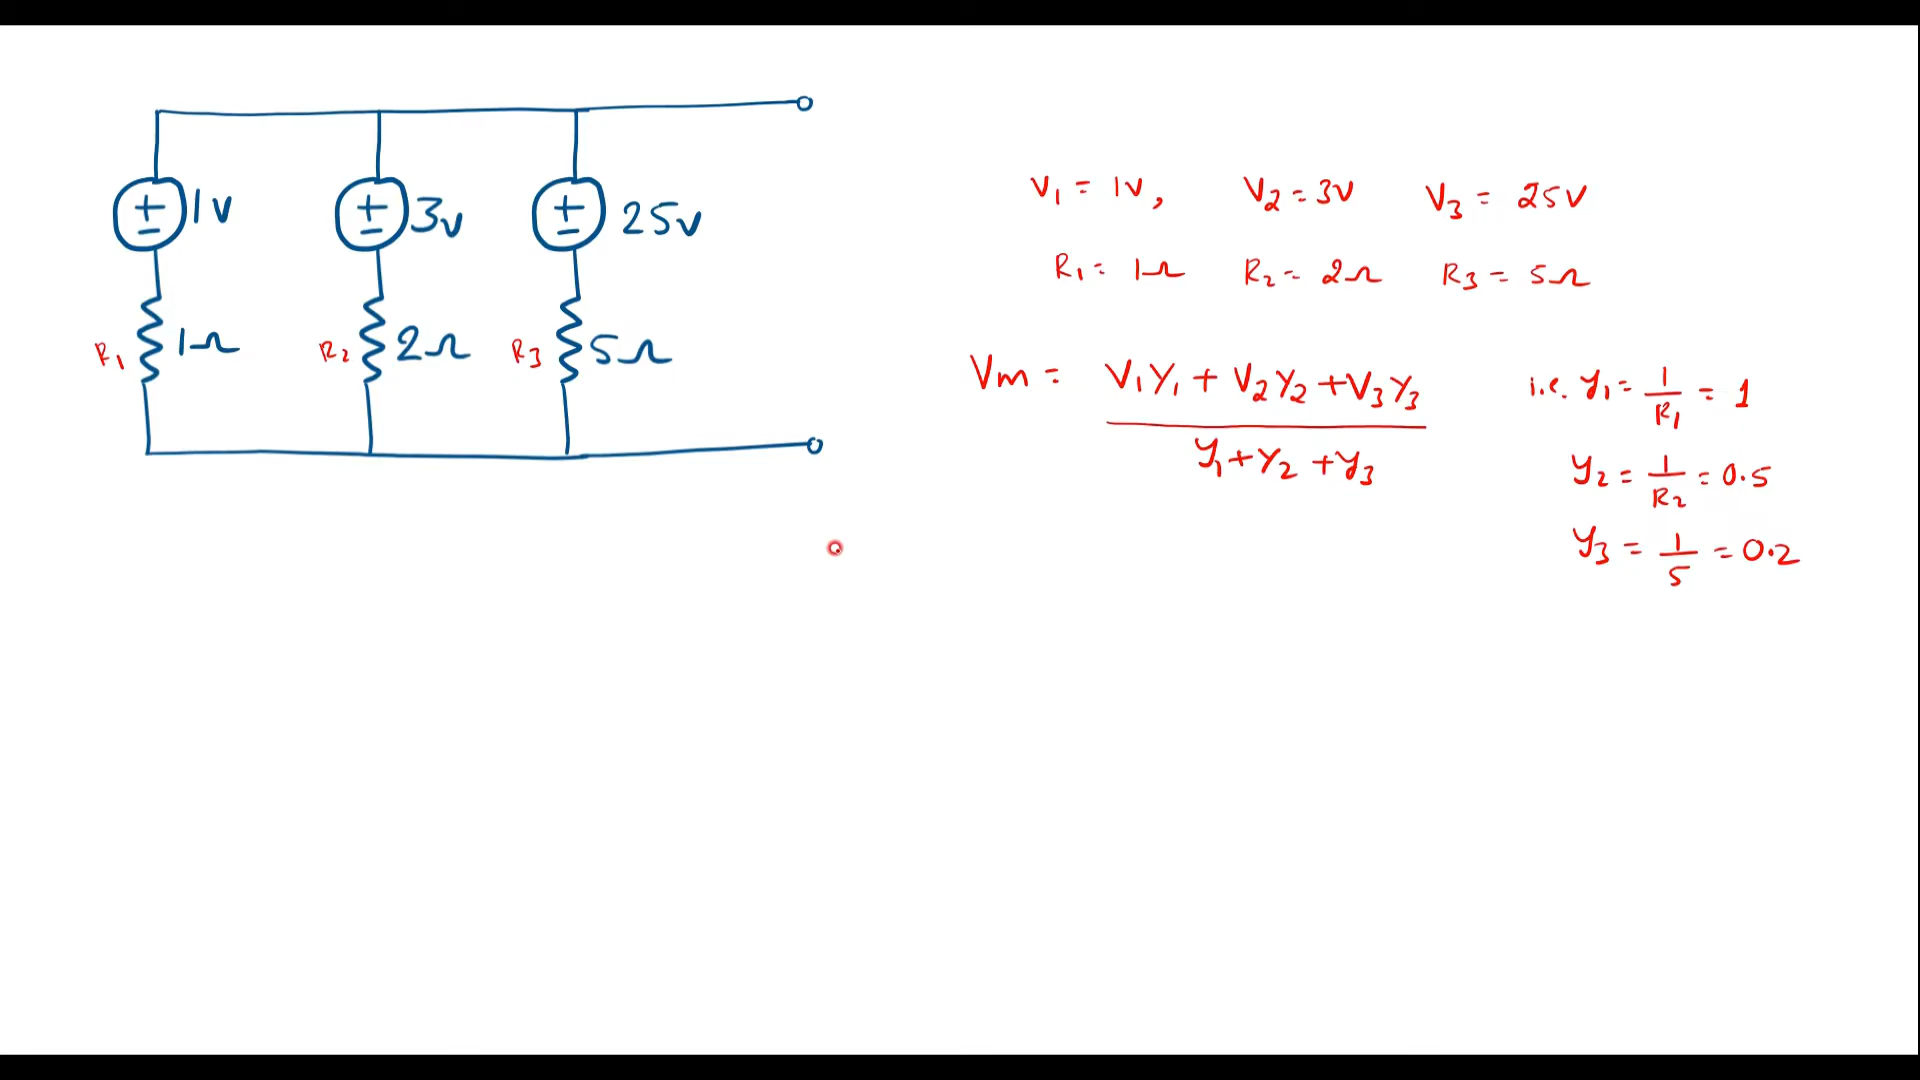 + - 1v + - 3v + - 25v
R1 1Ω R2 2Ω R3 5Ω
V1 = 1v, V2 = 3v V3 = 25v
R1 = 1Ω R2 = 2Ω R3 = 5Ω
Vm = V1Y1 + V2Y2 + V3Y3 / Y1 + Y2 + Y3
i.e. Y1 = 1/R1 = 1
Y2 = 1/R2 = 0.5
Y3 = 1/5 = 0.2